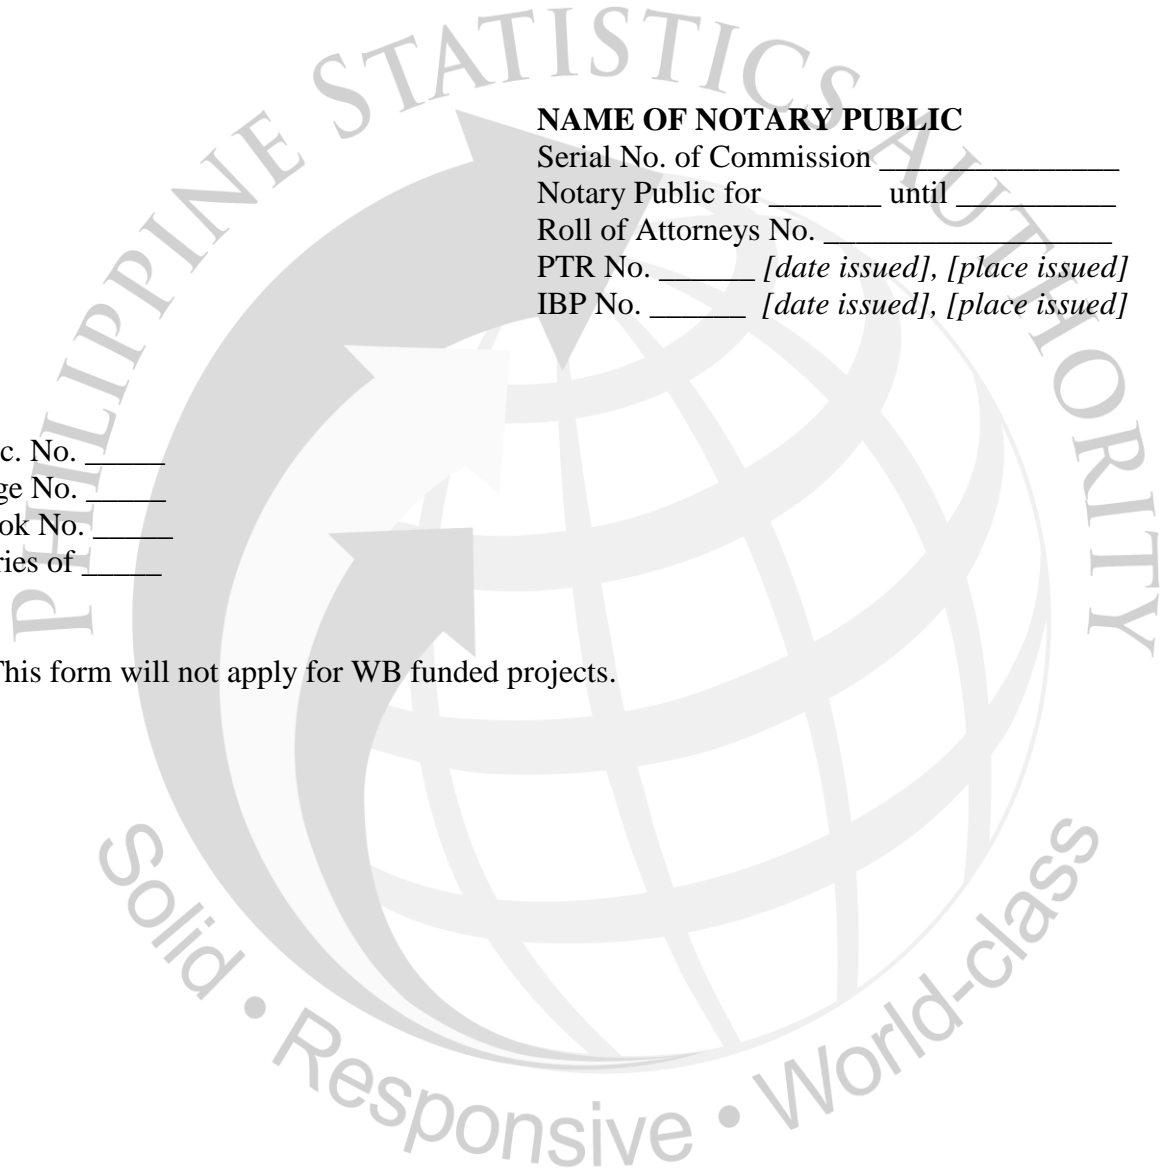 PHILIPPINE STATISTICS AUTHORITY
NAME OF NOTARY PUBLIC
Serial No. of Commission _______________
Notary Public for _______ until __________
Roll of Attorneys No. __________________
PTR No. ______ [date issued], [place issued]
IBP No. ______ [date issued], [place issued]
c. No. _____
ge No. _____
ok No. _____
ries of _____
This form will not apply for WB funded projects.
Solid • Responsive • World-class